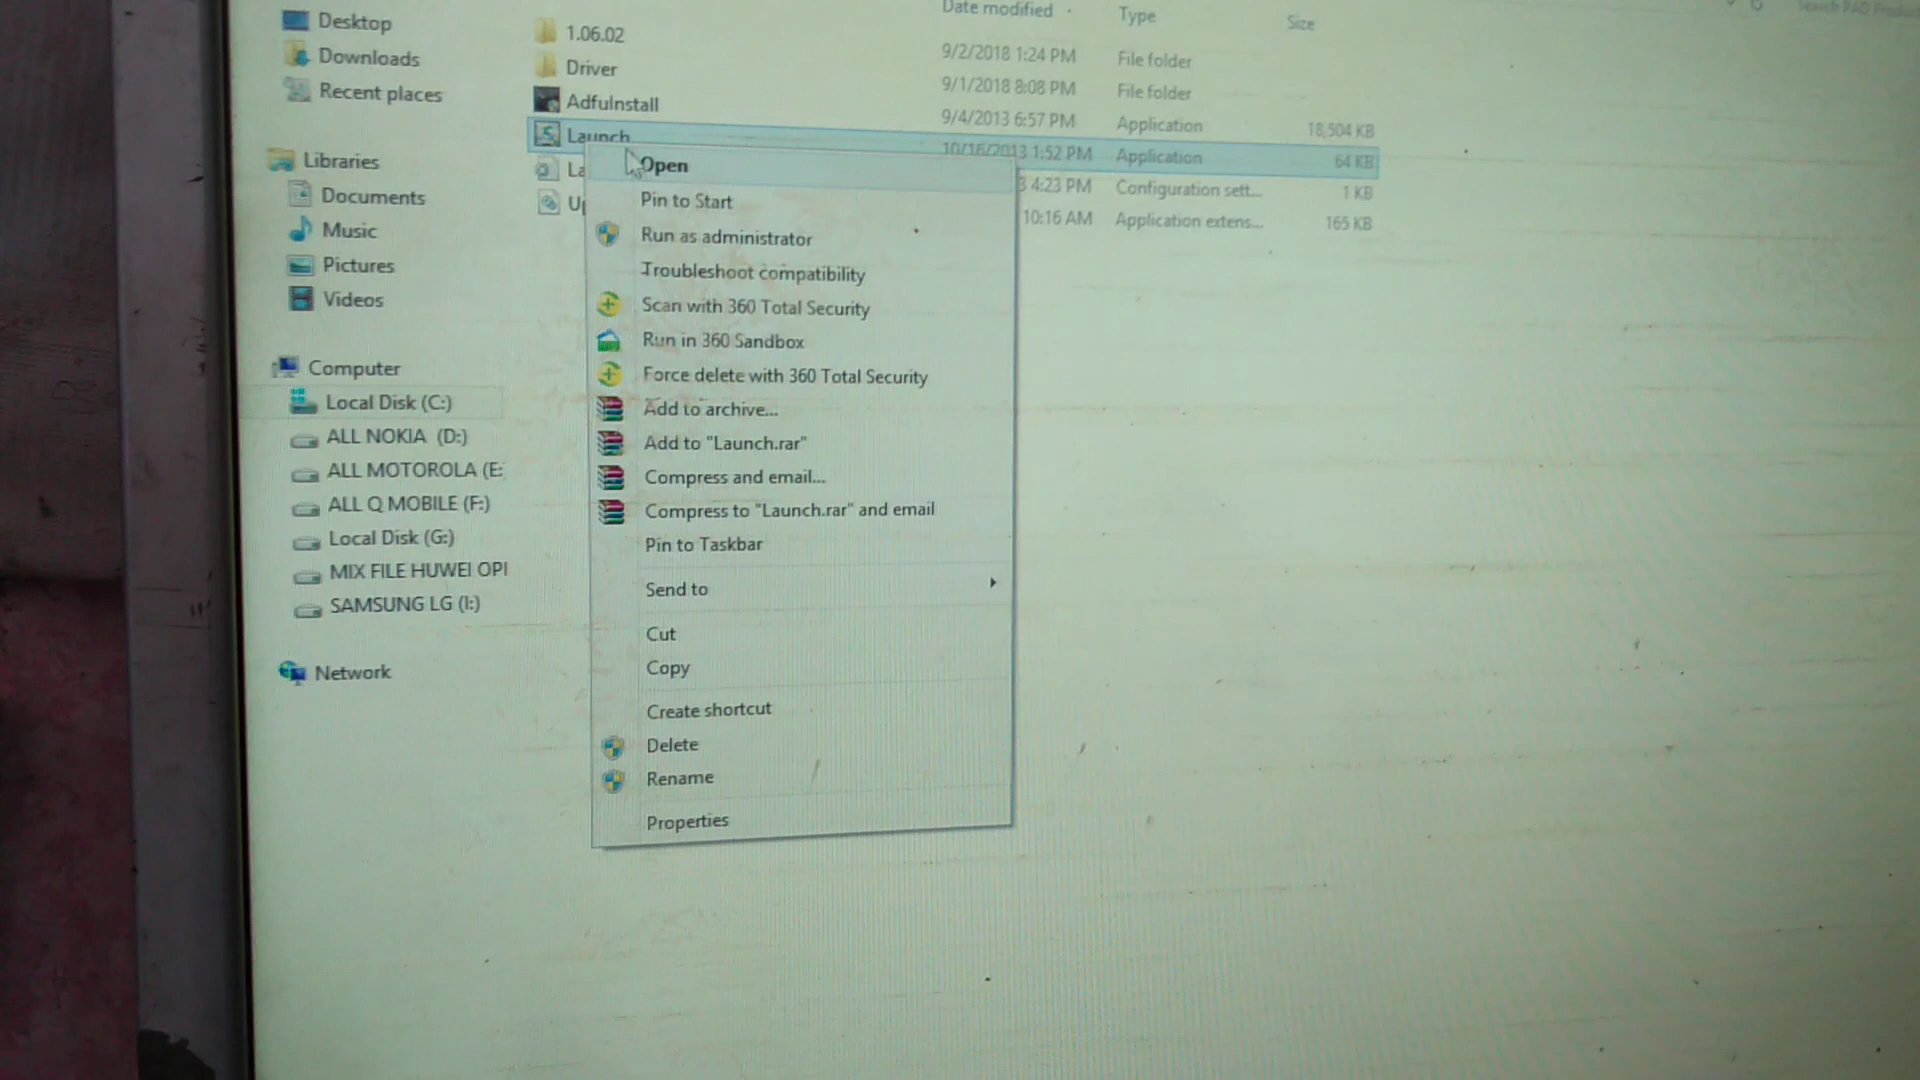 Date modified
Type
Size
Search PAD
Desktop
Downloads
Recent places
Libraries
Documents
Music
Pictures
Videos
Computer
Local Disk (C:)
ALL NOKIA (D:)
ALL MOTOROLA (E:
ALL Q MOBILE (F:)
Local Disk (G:)
MIX FILE HUWEI OPI
SAMSUNG LG (I:)
Network
1.06.02 9/2/2018 1:24 PM File folder
Driver 9/1/2018 8:08 PM File folder
AdfuInstall 9/4/2013 6:57 PM Application 18,504 KB
Launch 10/16/2013 1:52 PM Application 64 KB
La 3 4:23 PM Configuration sett... 1 KB
Up 10:16 AM Application extens... 165 KB
Open
Pin to Start
Run as administrator
Troubleshoot compatibility
Scan with 360 Total Security
Run in 360 Sandbox
Force delete with 360 Total Security
Add to archive...
Add to "Launch.rar"
Compress and email...
Compress to "Launch.rar" and email
Pin to Taskbar
Send to
Cut
Copy
Create shortcut
Delete
Rename
Properties